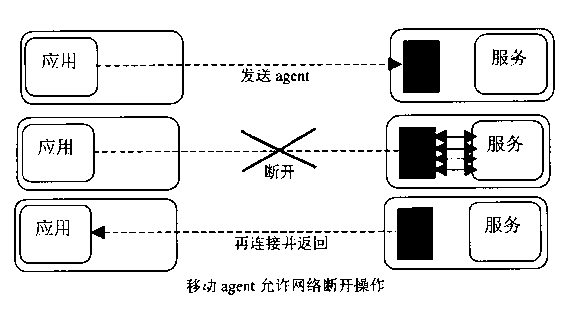 应用
发送 agent
服务
应用
断开
服务
应用
再连接并返回
服务
移动 agent 允许网络断开操作